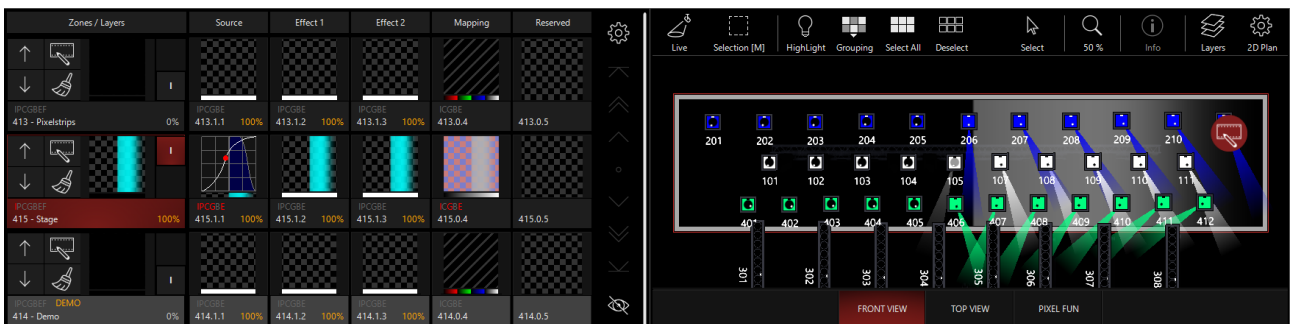 Zones / Layers Source Effect 1 Effect 2 Mapping Reserved
IPCGBEF IPCGBE IPCGBE IPCGBE ICGBE
413 - Pixelstrips 0% 413.1.1 100% 413.1.2 100% 413.1.3 100% 413.0.4 413.0.5
IPCGBEF IPCGBE IPCGBE IPCGBE ICGBE
415 - Stage 100% 415.1.1 100% 415.1.2 100% 415.1.3 100% 415.0.4 415.0.5
IPCGBEF DEMO IPCGBE IPCGBE IPCGBE ICGBE
414 - Demo 0% 414.1.1 100% 414.1.2 100% 414.1.3 100% 414.0.4 414.0.5
Live Selection [M] HighLight Grouping Select All Deselect Select 50 % Info Layers 2D Plan
201 202 203 204 205 206 207 208 209 210
101 102 103 104 105 107 108 109 110 111
401 402 403 404 405 406 407 408 409 410 411 412
301 302 303 304 305 306 307 308
FRONT VIEW TOP VIEW PIXEL FUN